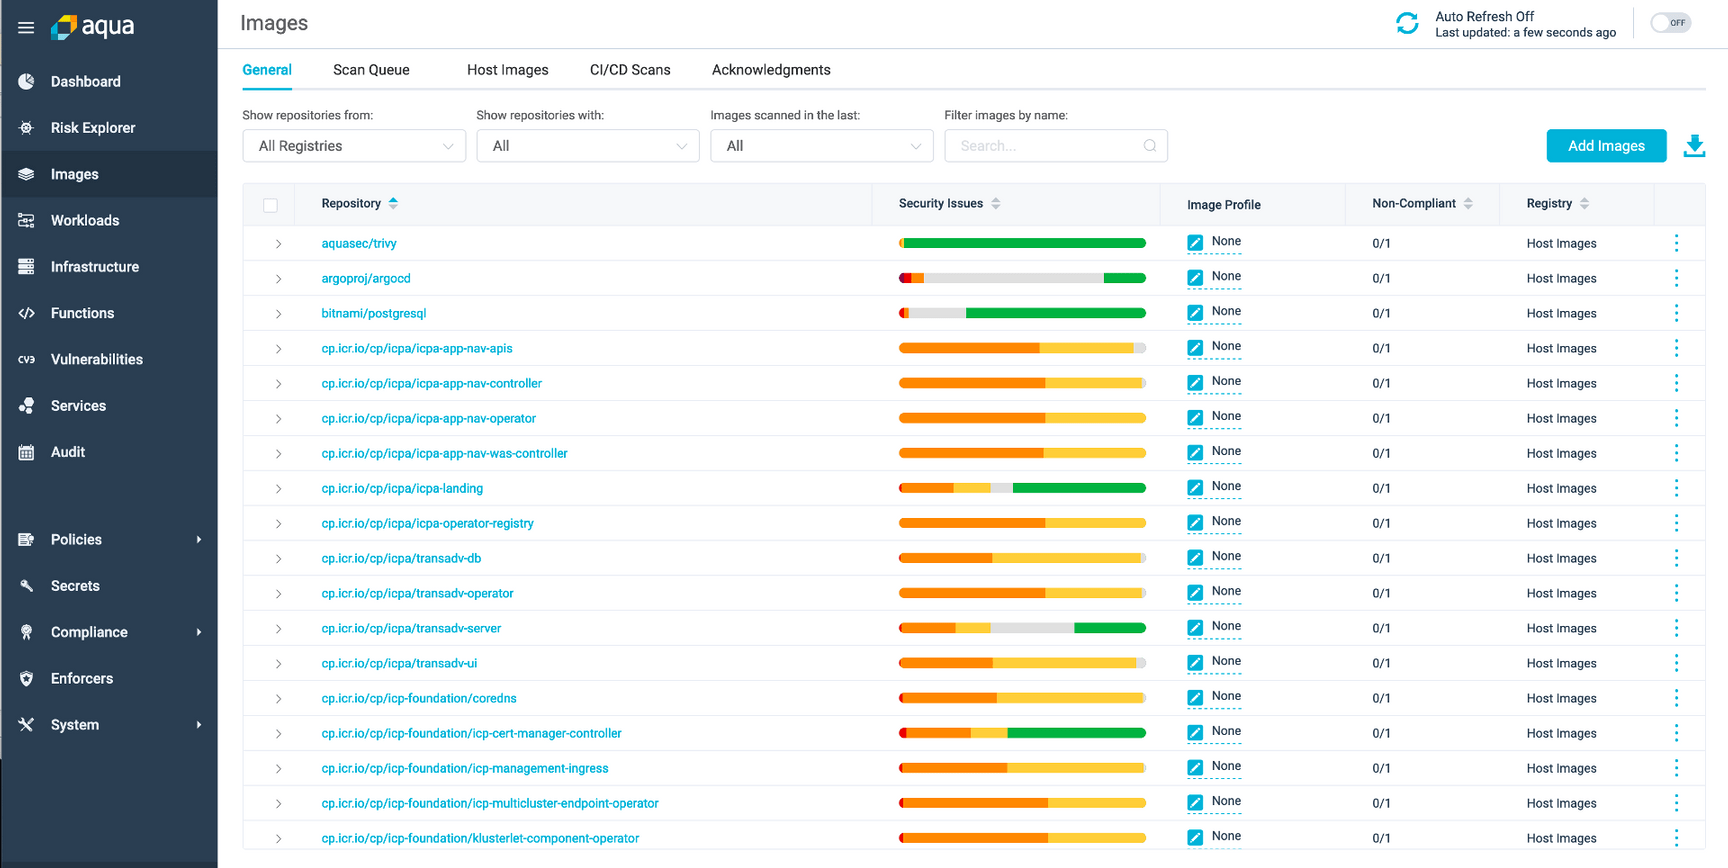 aqua
Images
Auto Refresh Off
Last updated: a few seconds ago
OFF
Dashboard
Risk Explorer
Images
Workloads
Infrastructure
Functions
CVE
Vulnerabilities
Services
Audit
Policies
Secrets
Compliance
Enforcers
System
General Scan Queue Host Images CI/CD Scans Acknowledgments
Show repositories from: Show repositories with: Images scanned in the last: Filter images by name:
All Registries All All Search... Add Images
Repository Security Issues Image Profile Non-Compliant Registry
aquasec/trivy None 0/1 Host Images
argoproj/argocd None 0/1 Host Images
bitnami/postgresql None 0/1 Host Images
cp.icr.io/cp/icpa/icpa-app-nav-apis None 0/1 Host Images
cp.icr.io/cp/icpa/icpa-app-nav-controller None 0/1 Host Images
cp.icr.io/cp/icpa/icpa-app-nav-operator None 0/1 Host Images
cp.icr.io/cp/icpa/icpa-app-nav-was-controller None 0/1 Host Images
cp.icr.io/cp/icpa/icpa-landing None 0/1 Host Images
cp.icr.io/cp/icpa/icpa-operator-registry None 0/1 Host Images
cp.icr.io/cp/icpa/transadv-db None 0/1 Host Images
cp.icr.io/cp/icpa/transadv-operator None 0/1 Host Images
cp.icr.io/cp/icpa/transadv-server None 0/1 Host Images
cp.icr.io/cp/icpa/transadv-ui None 0/1 Host Images
cp.icr.io/cp/icp-foundation/coredns None 0/1 Host Images
cp.icr.io/cp/icp-foundation/icp-cert-manager-controller None 0/1 Host Images
cp.icr.io/cp/icp-foundation/icp-management-ingress None 0/1 Host Images
cp.icr.io/cp/icp-foundation/icp-multicluster-endpoint-operator None 0/1 Host Images
cp.icr.io/cp/icp-foundation/klusterlet-component-operator None 0/1 Host Images